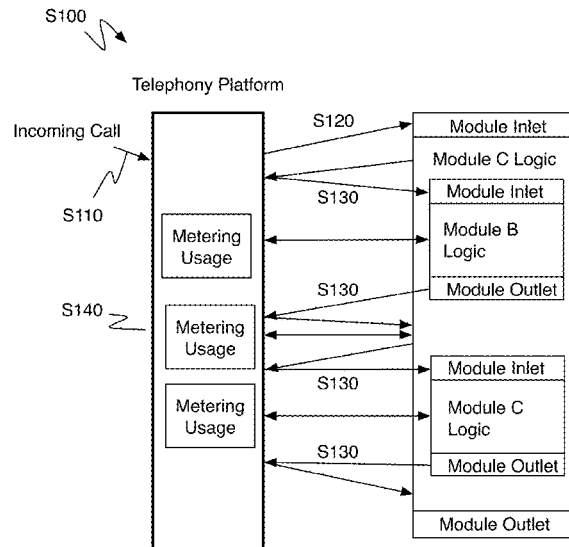 S100
Telephony Platform
Incoming Call
S120
Module Inlet
Module C Logic
S130
Module Inlet
S110
Metering
Usage
Module B
Logic
S130
Module Outlet
S140
Metering
Usage
S130
Module Inlet
Metering
Usage
Module C
Logic
S130
Module Outlet
Module Outlet